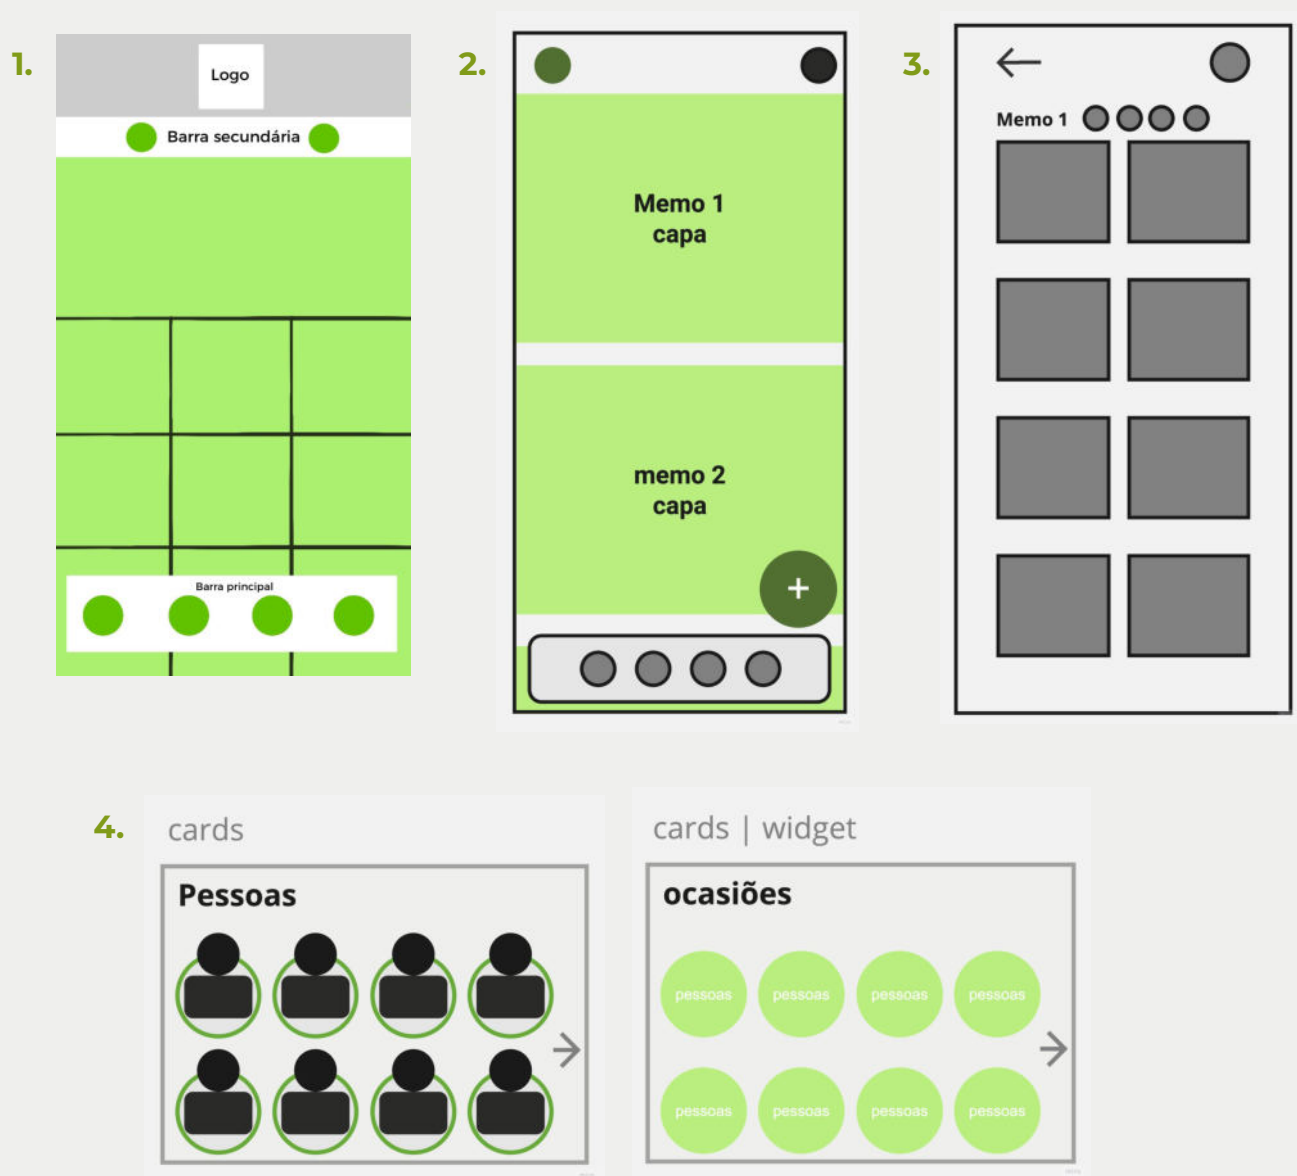 1.
Logo
Barra secundária
Barra principal
2.
Memo 1
capa
memo 2
capa
+
3.
Memo 1
4.
cards
Pessoas
cards | widget
ocasiões
pessoas pessoas pessoas pessoas
pessoas pessoas pessoas pessoas